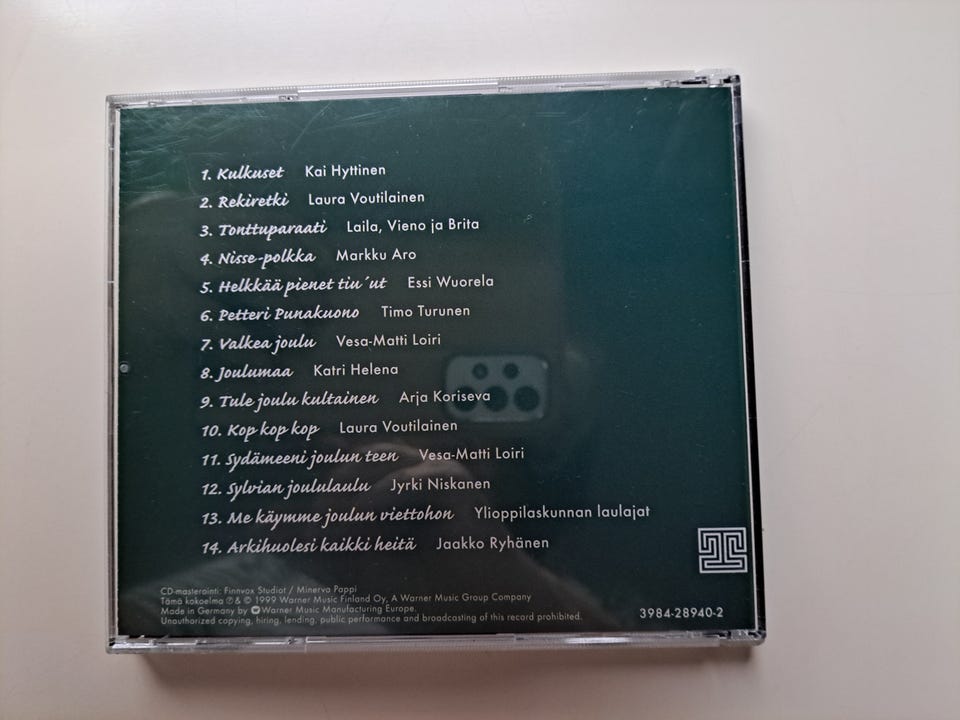 1. Kulkuset Kai Hyttinen
2. Rekiretki Laura Voutilainen
3. Tonttuparaati Laila, Vieno ja Brita
4. Nisse-polkka Markku Aro
5. Helkkää pienet tiu´ut Essi Wuorela
6. Petteri Punakuono Timo Turunen
7. Valkea joulu Vesa-Matti Loiri
8. Joulumaa Katri Helena
9. Tule joulu kultainen Arja Koriseva
10. Kop kop kop Laura Voutilainen
11. Sydämeeni joulun teen Vesa-Matti Loiri
12. Sylvian joululaulu Jyrki Niskanen
13. Me käymme joulun viettohon Ylioppilaskunnan laulajat
14. Arkihuolesi kaikki heitä Jaakko Ryhänen
CD-masterointi: Finnvox Studiot / Minerva Pappi
Tämä kokoelma ℗ & © 1999 Warner Music Finland Oy, A Warner Music Group Company
Made in Germany by Warner Music Manufacturing Europe.
Unauthorized copying, hiring, lending, public performance and broadcasting of this record prohibited.
3984-28940-2